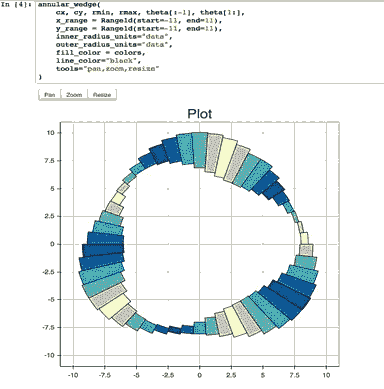 In [4]: annular_wedge(
cx, cy, rmin, rmax, theta[:-1], theta[1:],
x_range = Range1d(start=-11, end=11),
y_range = Range1d(start=-11, end=11),
inner_radius_units="data",
outer_radius_units="data",
fill_color = colors,
line_color="black",
tools="pan,zoom,resize"
)
Pan Zoom Resize
Plot
10
7.5
5
2.5
0
-2.5
-5
-7.5
-10
-10 -7.5 -5 -2.5 0 2.5 5 7.5 10